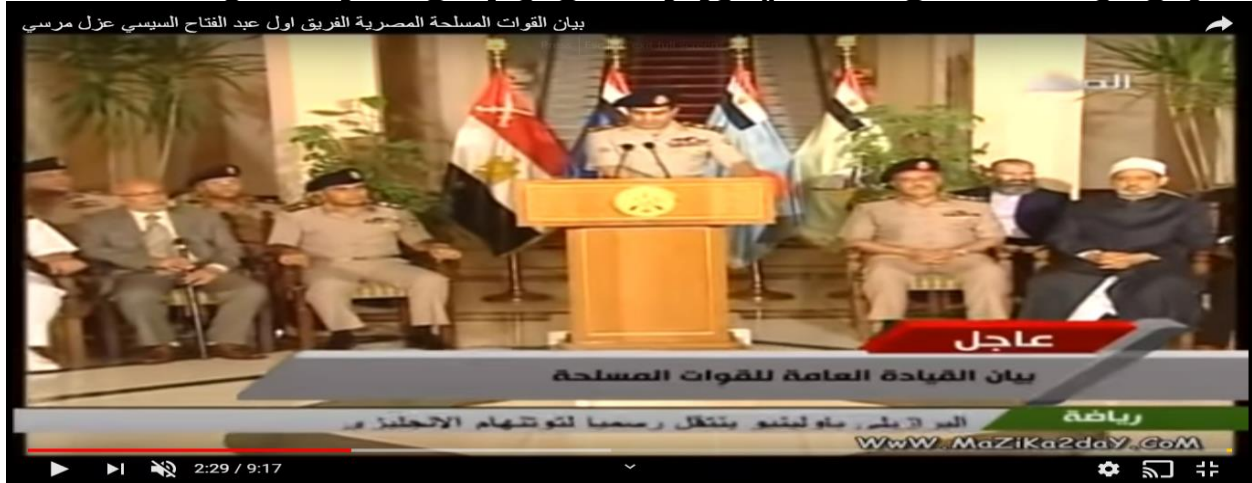 بيان القوات المسلحة المصرية الفريق اول عبد الفتاح السيسي عزل مرسي
عاجل
بيان القيادة العامة للقوات المسلحة
رياضة
البرازيلي باولينيو ينتقل رسميا لتوتنهام الانجليزي
WwW.MaZiKa2daY.CoM
2:29 / 9:17